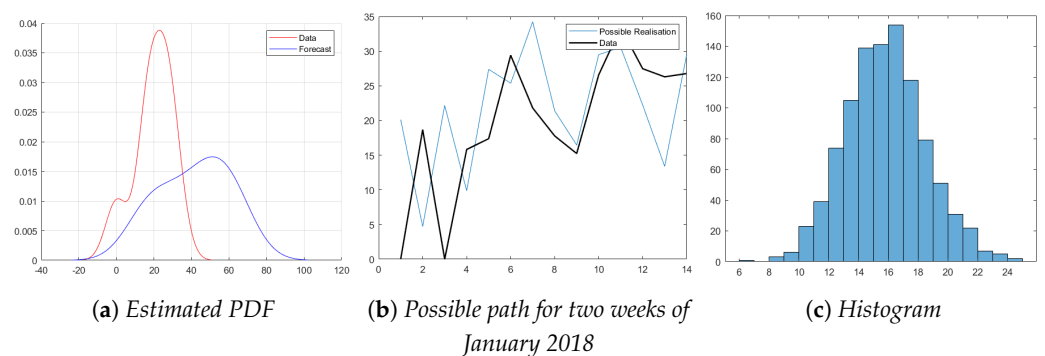 0.04
0.035
0.03
0.025
0.02
0.015
0.01
0.005
0
-40 -20 0 20 40 60 80 100 120
Data
Forecast
(a) Estimated PDF
35
30
25
20
15
10
5
0
2 4 6 8 10 12 14
Possible Realisation
Data
(b) Possible path for two weeks of
January 2018
160
140
120
100
80
60
40
20
0
6 8 10 12 14 16 18 20 22 24
(c) Histogram